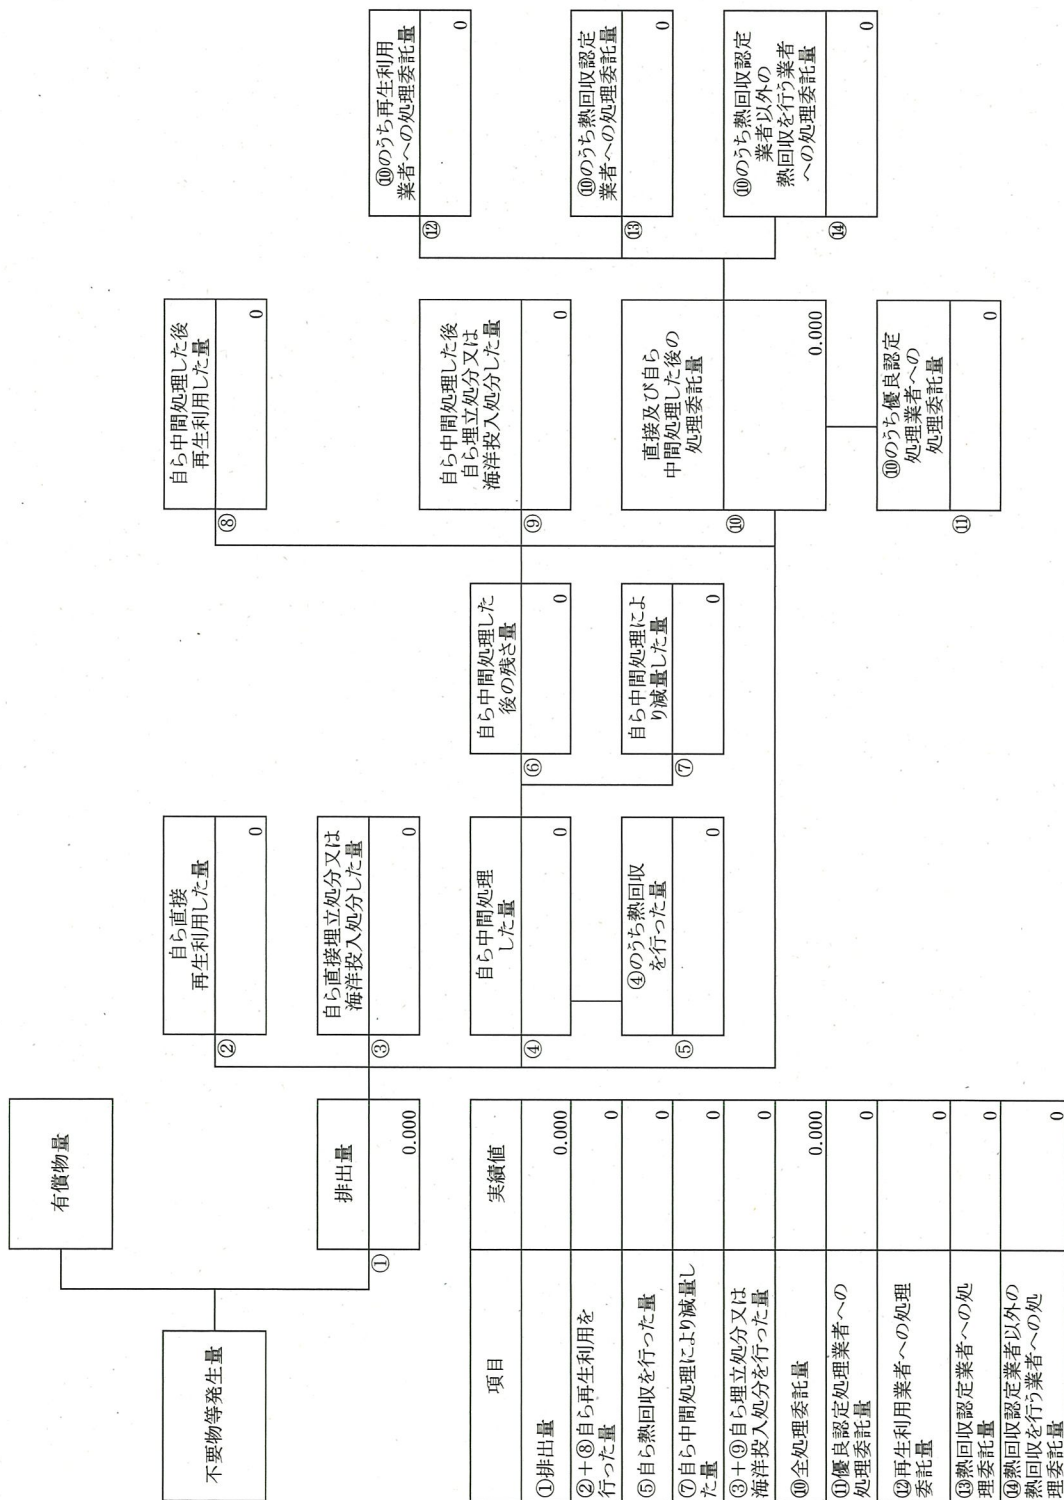 不要物等発生量
有償物量
排出量
①
0.000
自ら直接
再生利用した量
②
0
自ら直接埋立処分又は
海洋投入処分した量
③
0
自ら中間処理
した量
④
0
④のうち熱回収
を行った量
⑤
0
自ら中間処理した
後の残さ量
⑥
0
自ら中間処理によ
り減量した量
⑦
0
自ら中間処理した後
再生利用した量
⑧
0
自ら中間処理した後
自ら埋立処分又は
海洋投入処分した量
⑨
0
直接及び自ら
中間処理した後の
処理委託量
⑩
0.000
⑩のうち優良認定
処理業者への
処理委託量
⑪
0
⑩のうち再生利用
業者への処理委託量
⑫
0
⑩のうち熱回収認定
業者への処理委託量
⑬
0
⑩のうち熱回収認定
業者以外の
熱回収を行う業者
への処理委託量
⑭
0
項目 実績値
①排出量 0.000
②+⑧自ら再生利用を
行った量 0
⑤自ら熱回収を行った量 0
⑦自ら中間処理により減量し
た量 0
③+⑨自ら埋立処分又は
海洋投入処分を行った量 0
⑩全処理委託量 0.000
⑪優良認定処理業者への
処理委託量 0
⑫再生利用業者への処理
委託量 0
⑬熱回収認定業者への処
理委託量 0
⑭熱回収認定業者以外の
熱回収を行う業者への処
理委託量 0